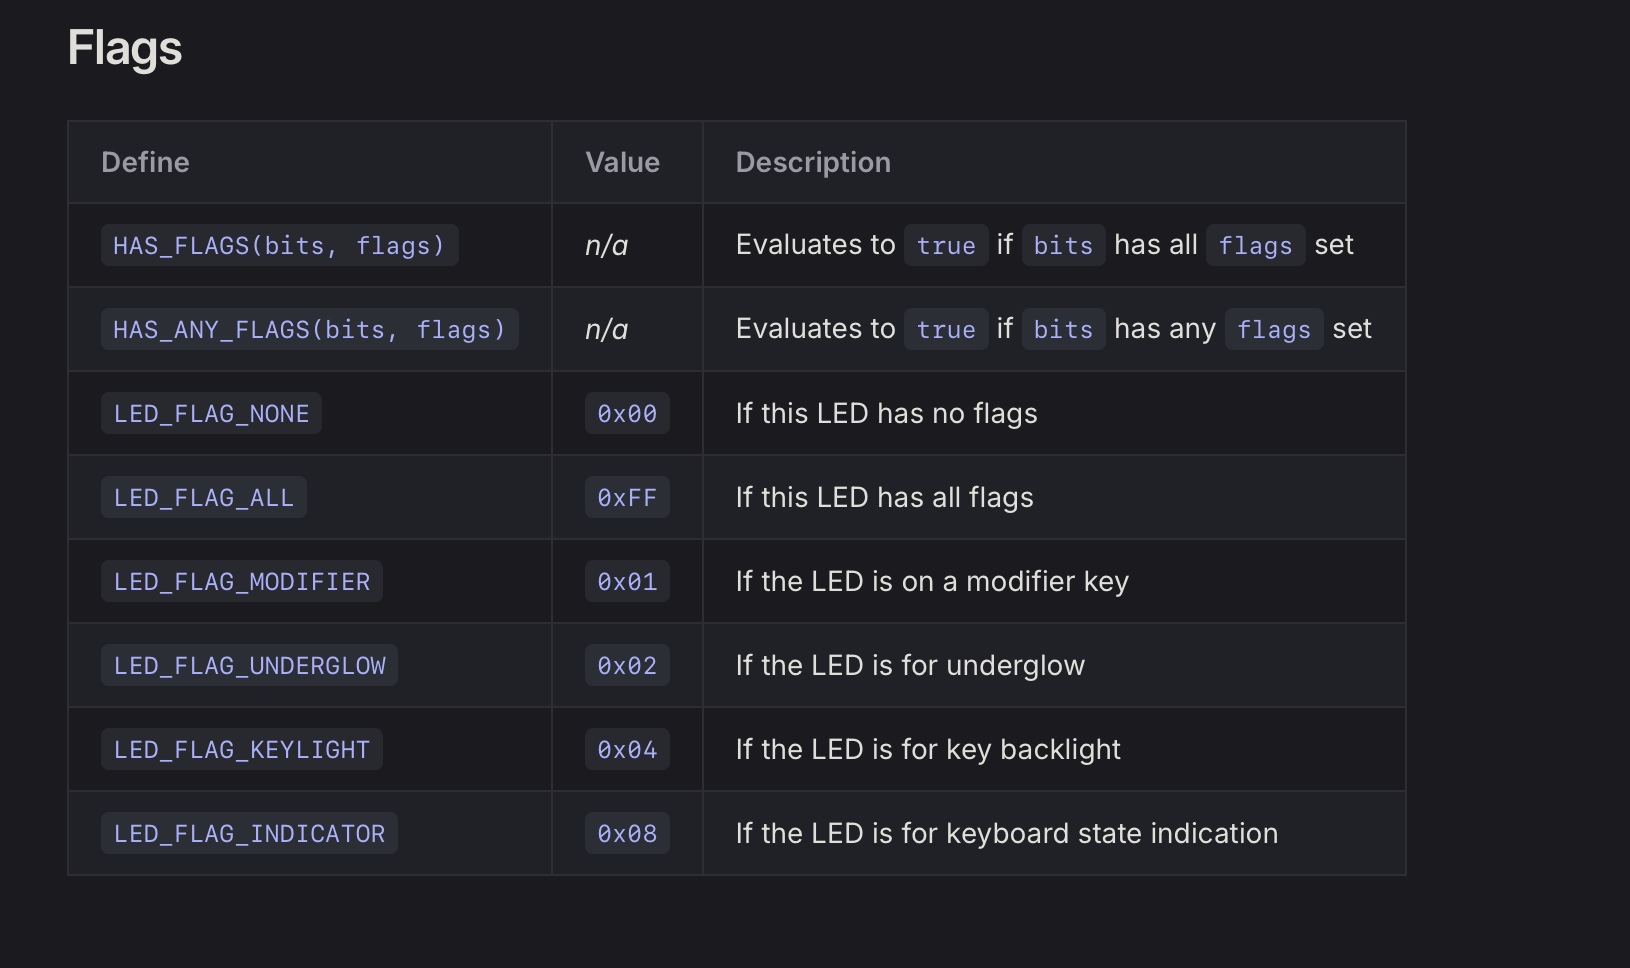 Flags
Define Value Description
HAS_FLAGS(bits, flags) n/a Evaluates to true if bits has all flags set
HAS_ANY_FLAGS(bits, flags) n/a Evaluates to true if bits has any flags set
LED_FLAG_NONE 0x00 If this LED has no flags
LED_FLAG_ALL 0xFF If this LED has all flags
LED_FLAG_MODIFIER 0x01 If the LED is on a modifier key
LED_FLAG_UNDERGLOW 0x02 If the LED is for underglow
LED_FLAG_KEYLIGHT 0x04 If the LED is for key backlight
LED_FLAG_INDICATOR 0x08 If the LED is for keyboard state indication